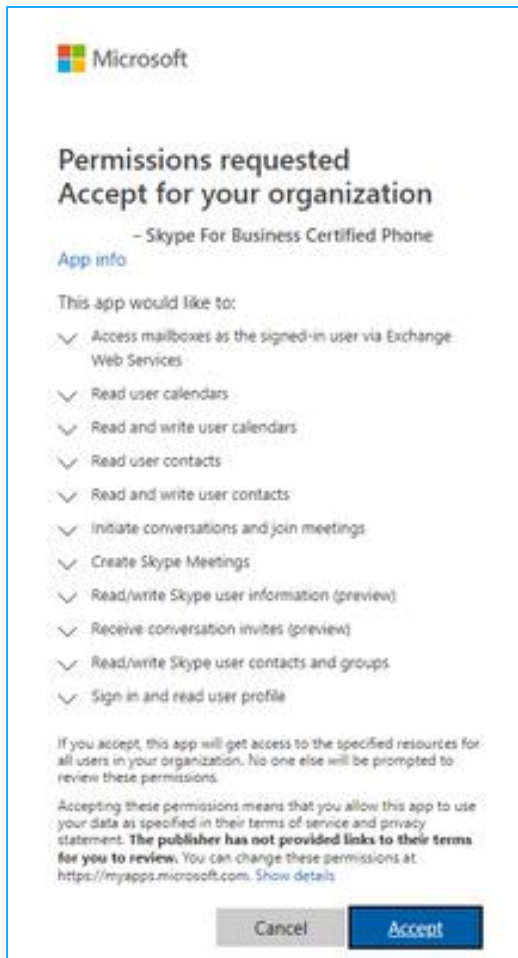 Microsoft
Permissions requested
Accept for your organization
– Skype For Business Certified Phone
App info
This app would like to:
Access mailboxes as the signed-in user via Exchange
Web Services
Read user calendars
Read and write user calendars
Read user contacts
Read and write user contacts
Initiate conversations and join meetings
Create Skype Meetings
Read/write Skype user information (preview)
Receive conversation invites (preview)
Read/write Skype user contacts and groups
Sign in and read user profile
If you accept, this app will get access to the specified resources for
all users in your organization. No one else will be prompted to
review these permissions.
Accepting these permissions means that you allow this app to use
your data as specified in their terms of service and privacy
statement. The publisher has not provided links to their terms
for you to review. You can change these permissions at
https://myapps.microsoft.com. Show details
Cancel Accept